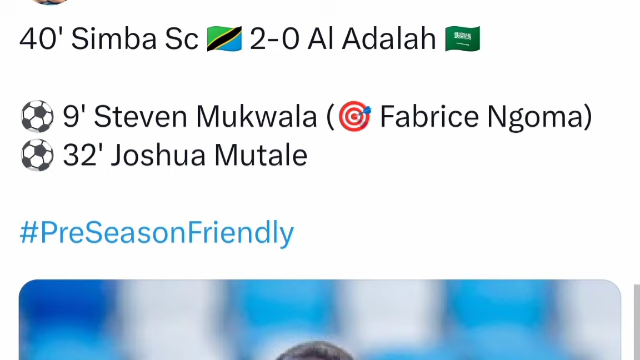 40' Simba Sc 🇹🇿 2-0 Al Adalah 🇸🇦
⚽ 9' Steven Mukwala (🎯 Fabrice Ngoma)
⚽ 32' Joshua Mutale
#PreSeasonFriendly